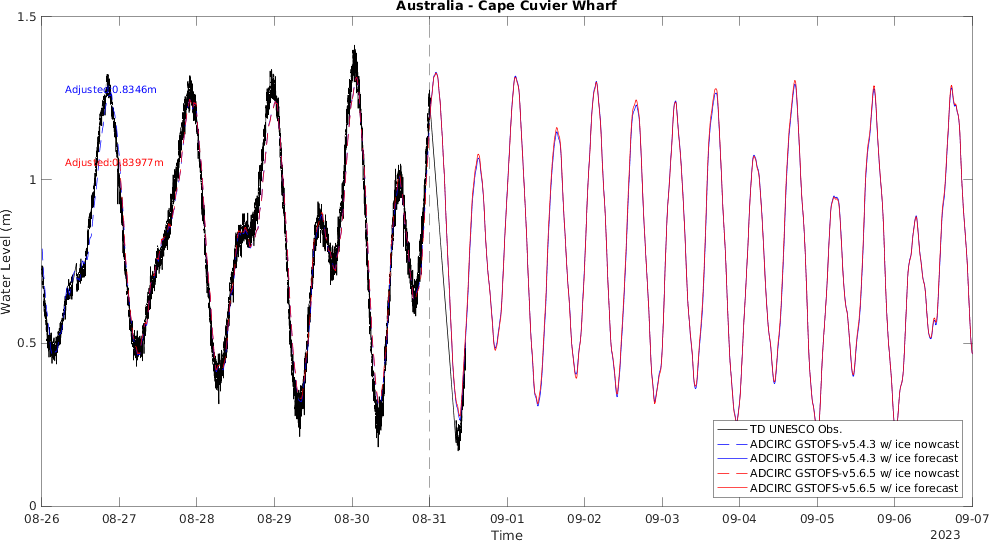 Australia - Cape Cuvier Wharf
1.5
Adjusted:0.8346m
Adjusted:0.83977m
1
Water Level (m)
0.5
TD UNESCO Obs.
ADCIRC GSTOFS-v5.4.3 w/ ice nowcast
ADCIRC GSTOFS-v5.4.3 w/ ice forecast
ADCIRC GSTOFS-v5.6.5 w/ ice nowcast
ADCIRC GSTOFS-v5.6.5 w/ ice forecast
0
08-26 08-27 08-28 08-29 08-30 08-31 09-01 09-02 09-03 09-04 09-05 09-06 09-07
Time
2023